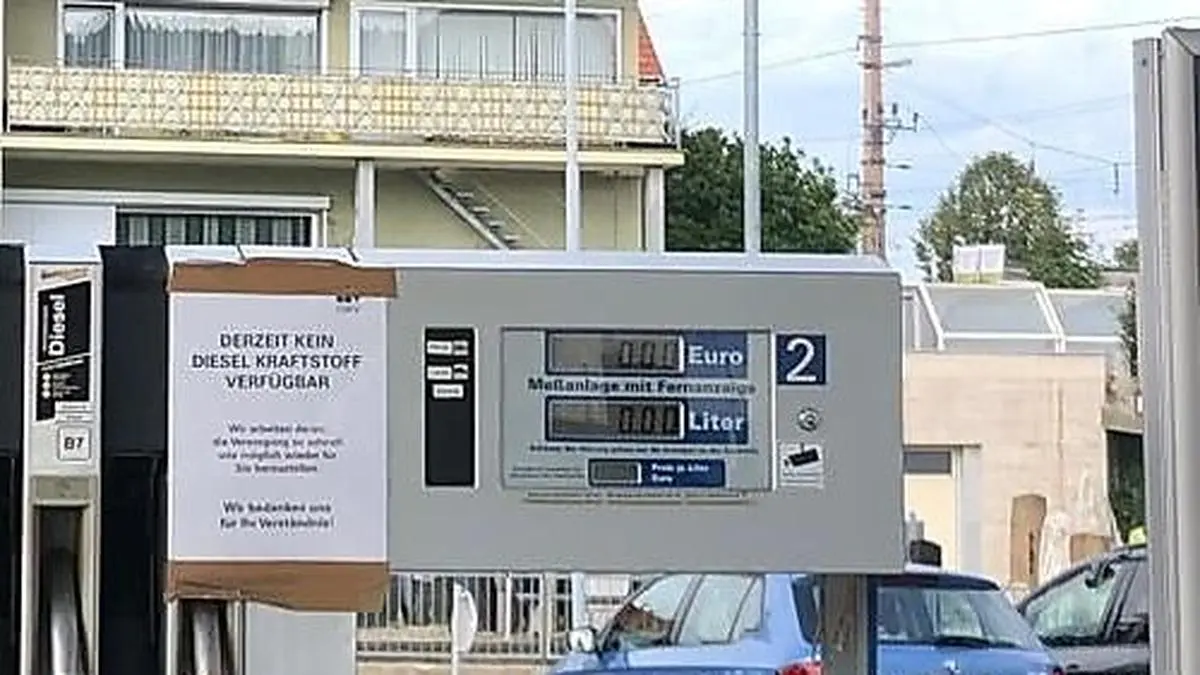 Diesel
B7
DERZEIT KEIN
DIESEL KRAFTSTOFF
VERFÜGBAR
Wir arbeiten daran,
die Versorgung so schnell
wie möglich wieder für
Sie herzustellen.
Wir bedanken uns
für Ihr Verständnis!
0.00 Euro
Meßanlage mit Fernanzeige
0.00 Liter
Preis je Liter
Euro
2